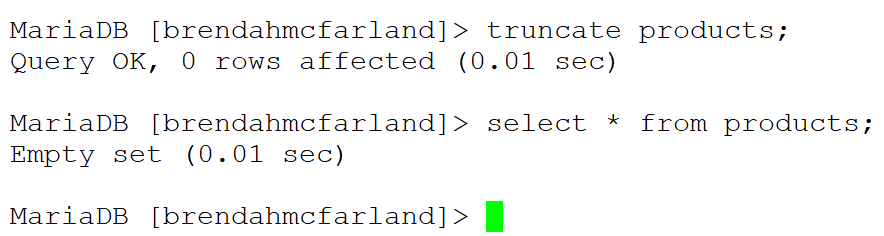 MariaDB [brendahmcfarland]> truncate products;
Query OK, 0 rows affected (0.01 sec)
MariaDB [brendahmcfarland]> select * from products;
Empty set (0.01 sec)
MariaDB [brendahmcfarland]>